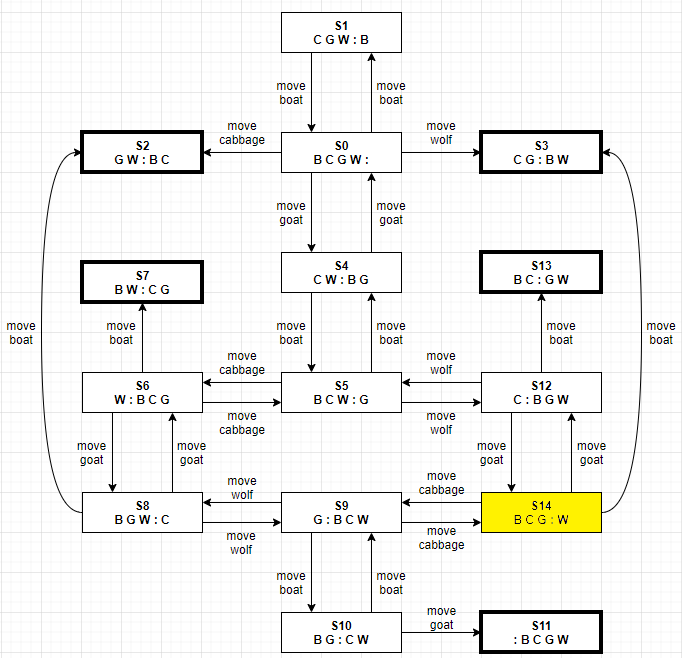 S1
C G W : B
move
boat
move
boat
S2
G W : B C
move
cabbage
S0
B C G W :
move
wolf
S3
C G : B W
move
goat
move
goat
S7
B W : C G
S4
C W : B G
S13
B C : G W
move
boat
move
boat
move
boat
move
boat
move
boat
move
boat
move
cabbage
move
wolf
S6
W : B C G
S5
B C W : G
S12
C : B G W
move
cabbage
move
wolf
move
goat
move
goat
move
goat
move
goat
move
wolf
move
cabbage
S8
B G W : C
S9
G : B C W
S14
B C G : W
move
wolf
move
cabbage
move
boat
move
boat
S10
B G : C W
move
goat
S11
: B C G W